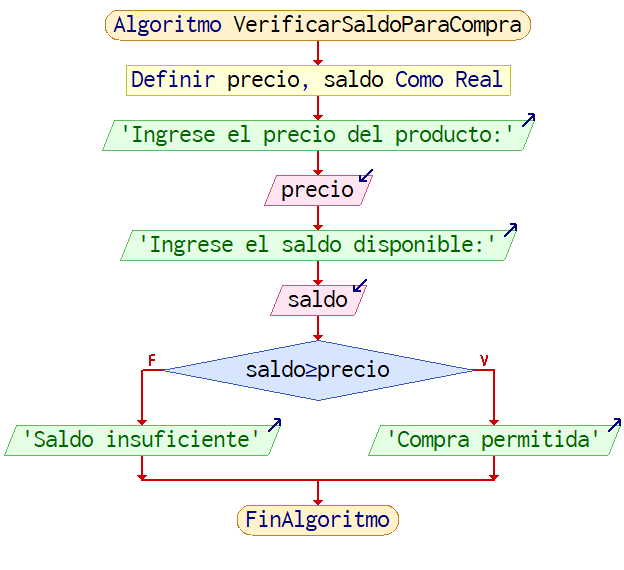 Algoritmo VerificarSaldoParaCompra
Definir precio, saldo Como Real
'Ingrese el precio del producto:'
precio
'Ingrese el saldo disponible:'
saldo
F
V
saldo≥precio
'Saldo insuficiente'
'Compra permitida'
FinAlgoritmo